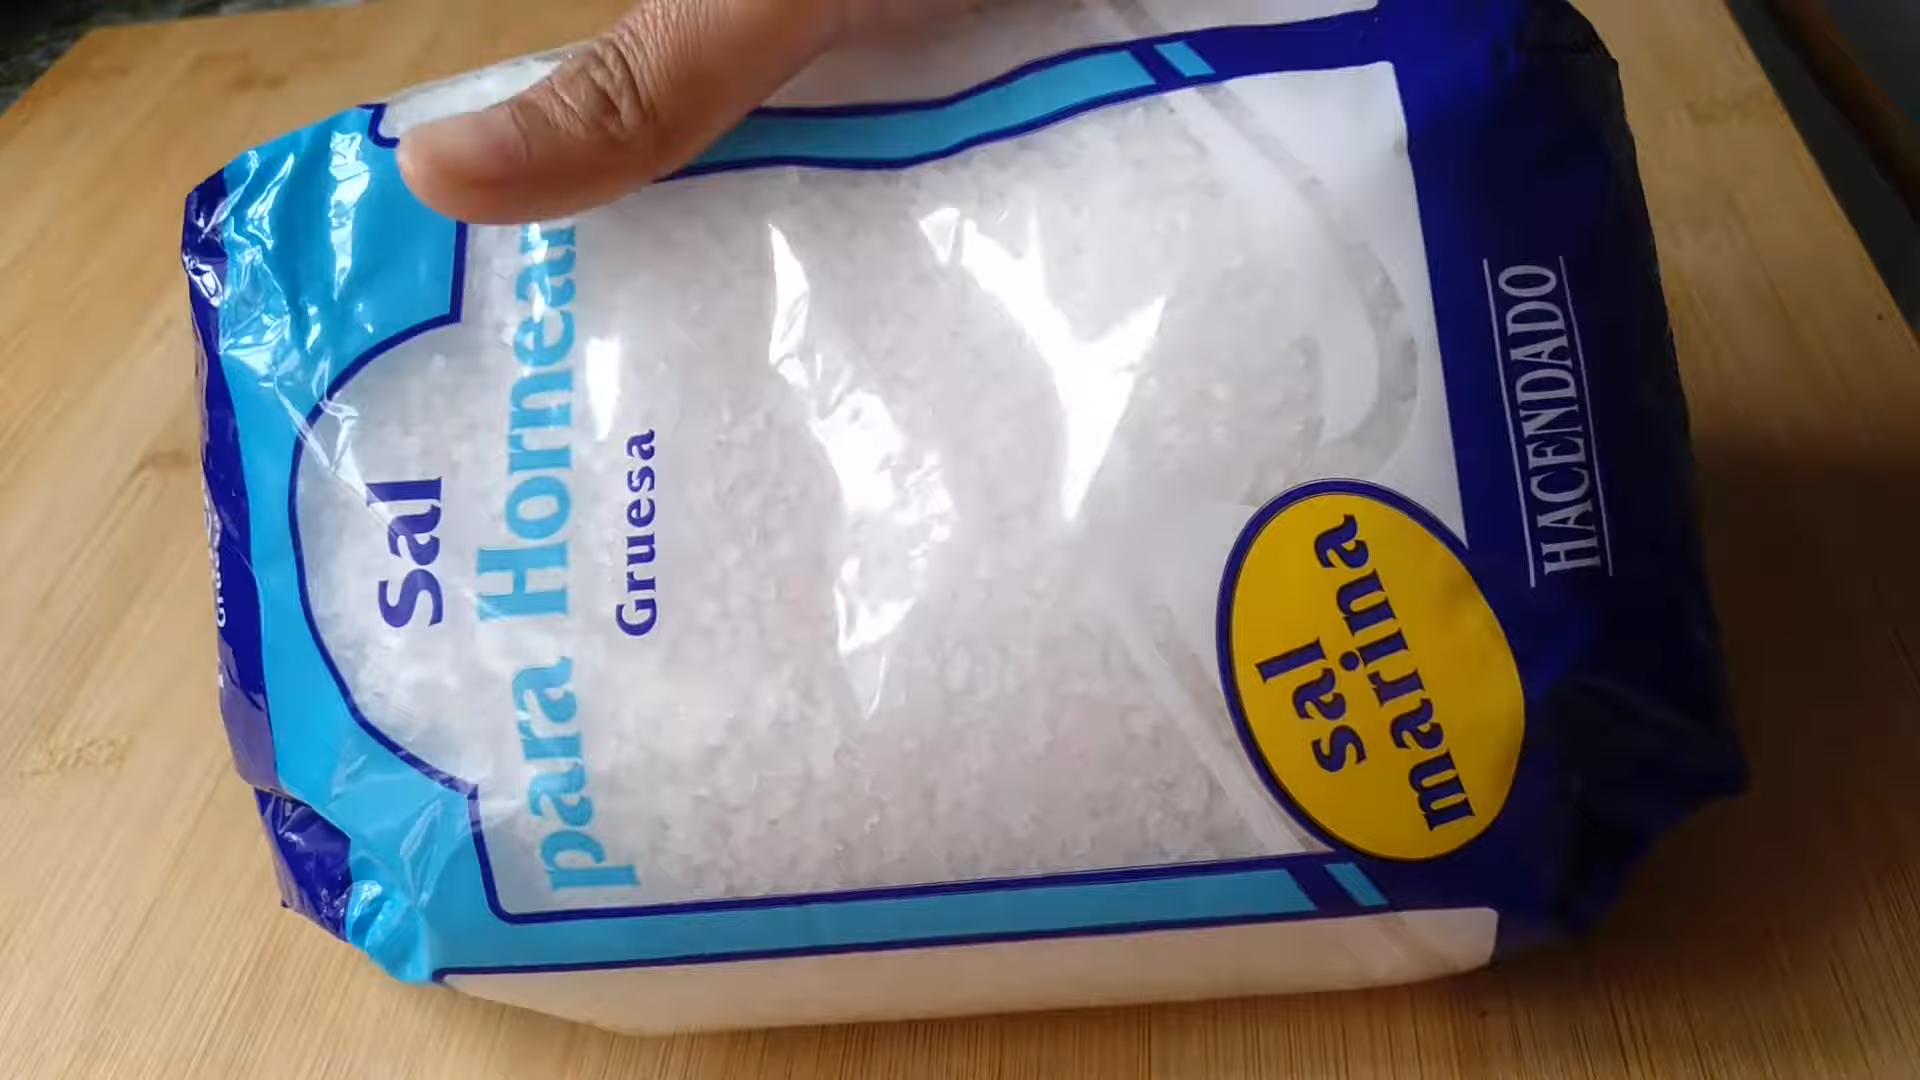 Sal
para Hornear
Gruesa
sal
marina
HACENDADO